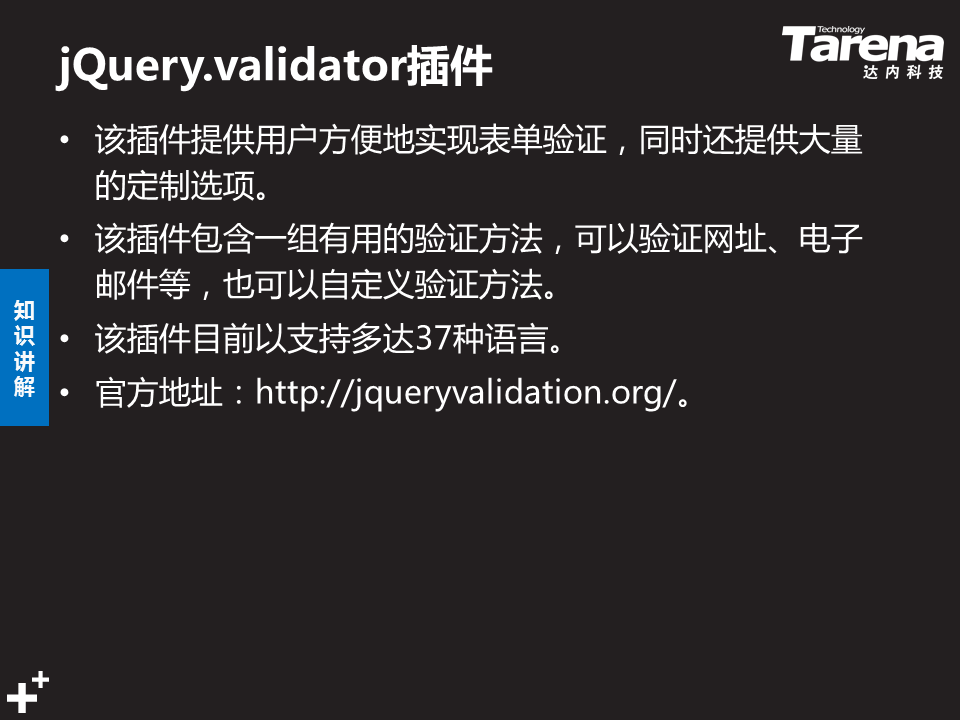 jQuery.validator插件
Technology
Tarena
达内科技
• 该插件提供用户方便地实现表单验证，同时还提供大量
的定制选项。
• 该插件包含一组有用的验证方法，可以验证网址、电子
邮件等，也可以自定义验证方法。
• 该插件目前以支持多达37种语言。
• 官方地址：http://jqueryvalidation.org/。
知
识
讲
解